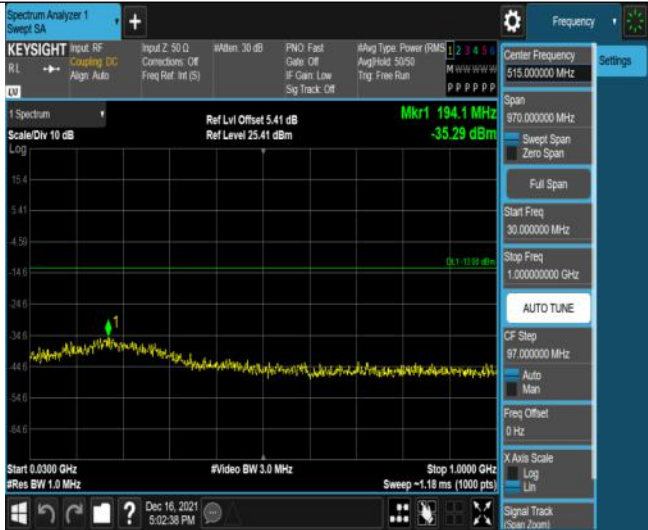 Spectrum Analyzer 1
Swept SA
+
Frequency
KEYSIGHT
Input: RF
Coupling: DC
Align: Auto
Input Z: 50 Ω
Corrections: Off
Freq Ref: Int (S)
#Atten: 30 dB
PNO: Fast
Gate: Off
IF Gain: Low
Sig Track: Off
#Avg Type: Power (RMS
Avg|Hold: 50/50
Trig: Free Run
1 2 3 4 5 6
M W W W W W
P P P P P P
RL
LV
Center Frequency
515.000000 MHz
Settings
Span
970.000000 MHz
Swept Span
Zero Span
Full Span
Start Freq
30.000000 MHz
Stop Freq
1.000000000 GHz
AUTO TUNE
CF Step
97.000000 MHz
Auto
Man
Freq Offset
0 Hz
X Axis Scale
Log
Lin
Signal Track
(Span Zoom)
1 Spectrum
Scale/Div 10 dB
Log
Ref Lvl Offset 5.41 dB
Ref Level 25.41 dBm
Mkr1 194.1 MHz
-35.29 dBm
15.4
5.41
-4.59
DL1 -13.00 dBm
-14.6
-24.6
1
-34.6
-54.6
-64.6
Start 0.0300 GHz
#Res BW 1.0 MHz
#Video BW 3.0 MHz
Stop 1.0000 GHz
Sweep ~1.18 ms (1000 pts)
?
Dec 16, 2021
5:02:38 PM